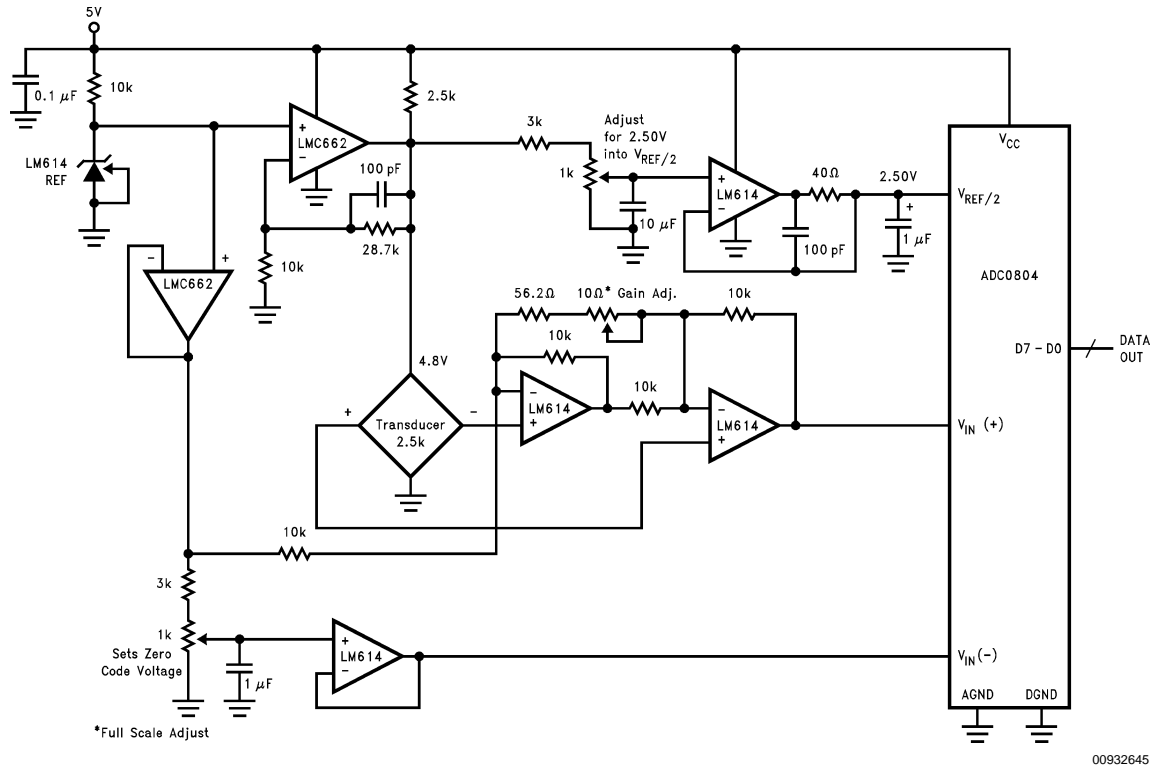 5V
0.1 μF
10k
LM614
REF
+
−
LMC662
2.5k
100 pF
28.7k
10k
−
+
LMC662
3k
1k
Adjust
for 2.50V
into VREF/2
10 μF
+
−
LM614
40Ω
100 pF
2.50V
+
1 μF
VCC
VREF/2
ADC0804
D7 – D0
DATA
OUT
VIN (+)
VIN (−)
AGND
DGND
4.8V
+
−
Transducer
2.5k
56.2Ω
10Ω* Gain Adj.
10k
10k
−
+
LM614
10k
−
+
LM614
10k
3k
1k
Sets Zero
Code Voltage
1 μF
+
−
LM614
*Full Scale Adjust
00932645